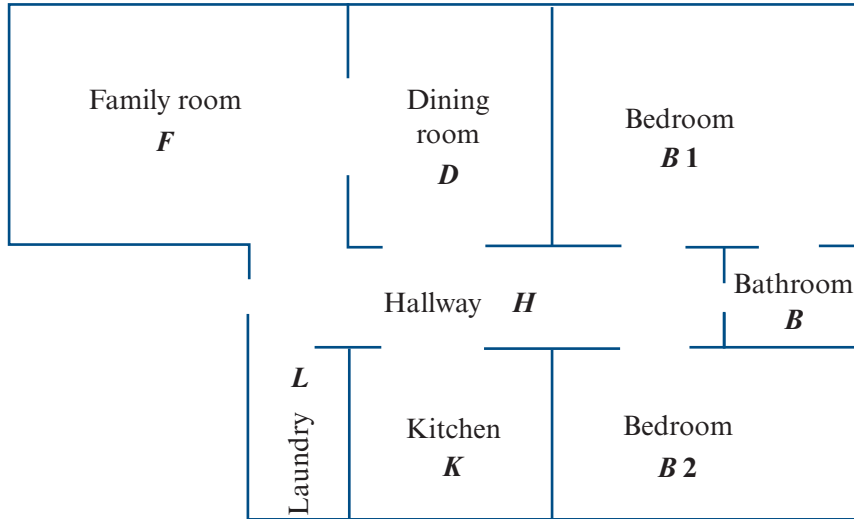 Family room
F
Dining
room
D
Bedroom
B 1
Hallway H
Bathroom
B
L
Laundry
Kitchen
K
Bedroom
B 2